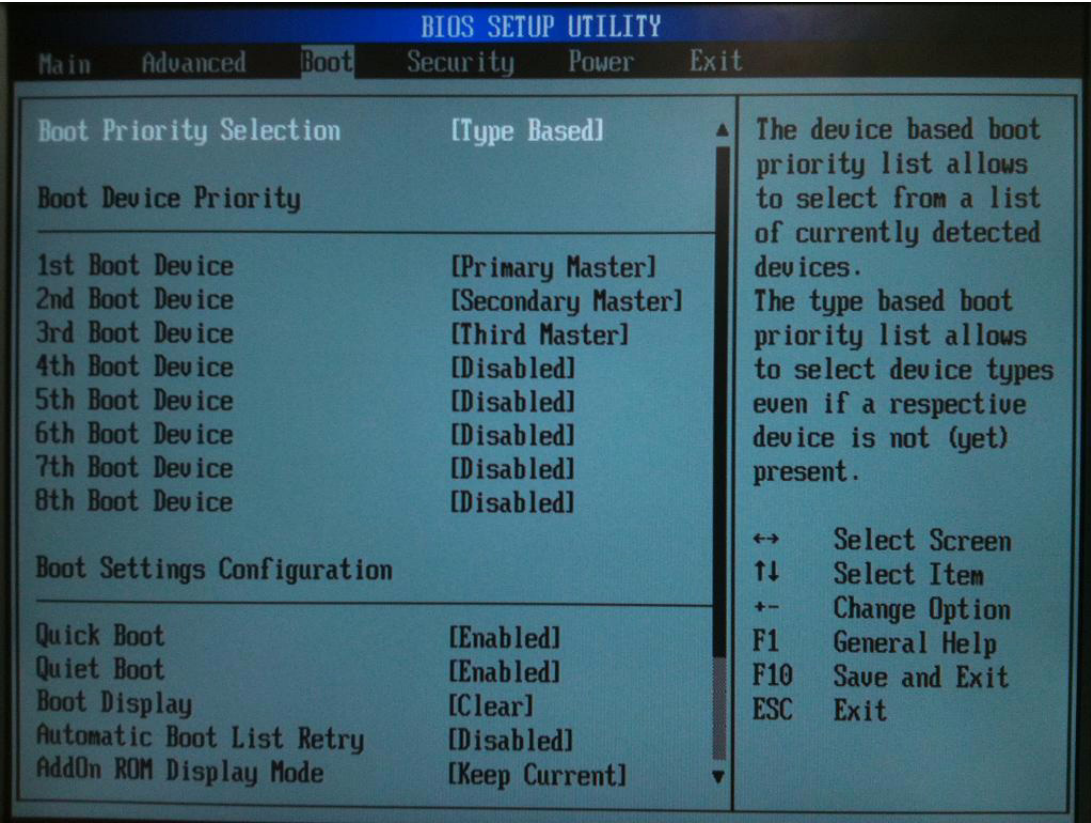 BIOS SETUP UTILITY
Main Advanced Boot Security Power Exit
Boot Priority Selection [Type Based]
Boot Device Priority
1st Boot Device [Primary Master]
2nd Boot Device [Secondary Master]
3rd Boot Device [Third Master]
4th Boot Device [Disabled]
5th Boot Device [Disabled]
6th Boot Device [Disabled]
7th Boot Device [Disabled]
8th Boot Device [Disabled]
Boot Settings Configuration
Quick Boot [Enabled]
Quiet Boot [Enabled]
Boot Display [Clear]
Automatic Boot List Retry [Disabled]
AddOn ROM Display Mode [Keep Current]
The device based boot
priority list allows
to select from a list
of currently detected
devices.
The type based boot
priority list allows
to select device types
even if a respective
device is not (yet)
present.
↔ Select Screen
↑↓ Select Item
+- Change Option
F1 General Help
F10 Save and Exit
ESC Exit